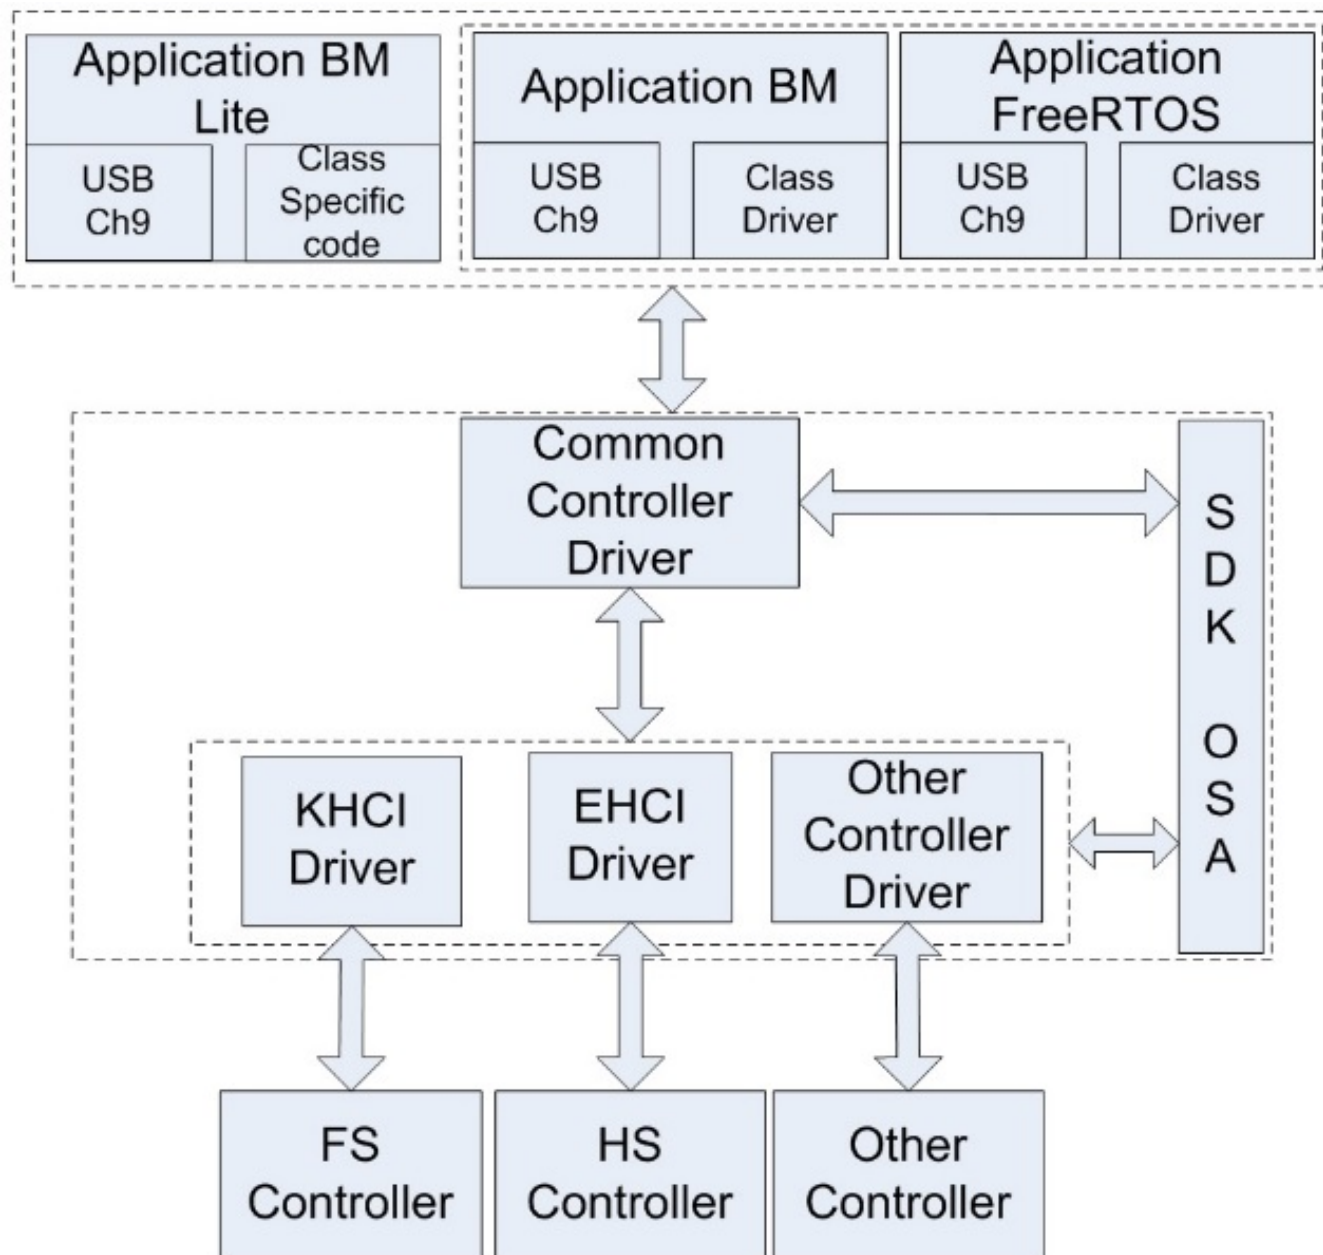 Application BM
Lite
USB
Ch9
Class
Specific
code
Application BM
USB
Ch9
Class
Driver
Application
FreeRTOS
USB
Ch9
Class
Driver
Common
Controller
Driver
S
D
K
O
S
A
KHCI
Driver
EHCI
Driver
Other
Controller
Driver
FS
Controller
HS
Controller
Other
Controller